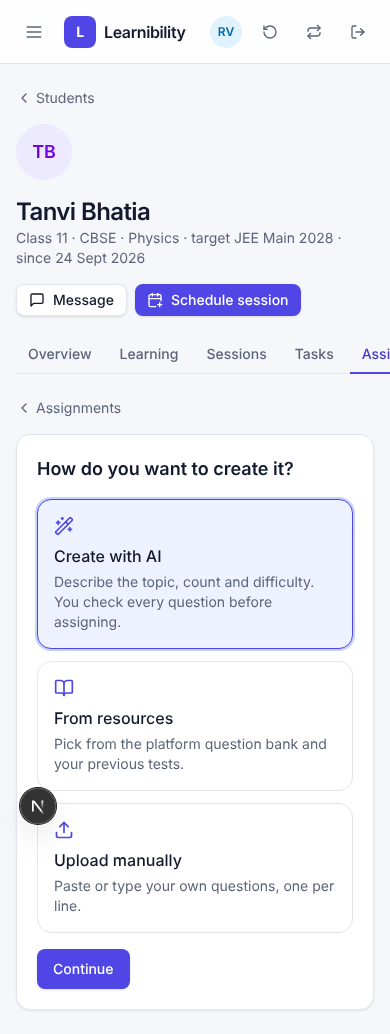 L Learnibility RV
Students
TB
Tanvi Bhatia
Class 11 · CBSE · Physics · target JEE Main 2028 ·
since 24 Sept 2026
Message Schedule session
Overview Learning Sessions Tasks Assi
Assignments
How do you want to create it?
Create with AI
Describe the topic, count and difficulty.
You check every question before
assigning.
From resources
Pick from the platform question bank and
your previous tests.
N
Upload manually
Paste or type your own questions, one per
line.
Continue